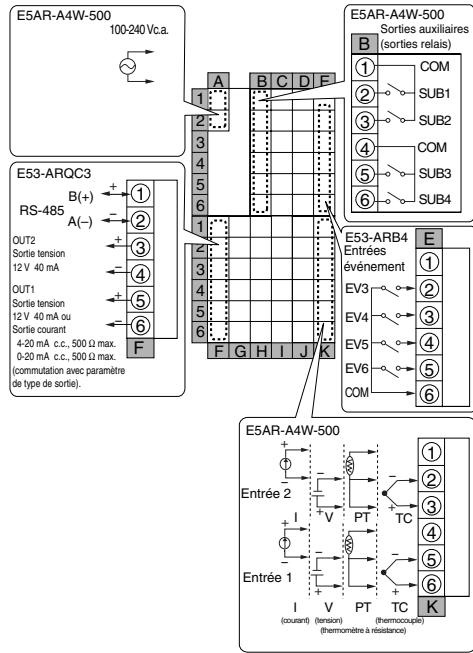 E5AR-A4W-500
100-240 Vc.a.
A B C D E
1
2
3
4
5
6
1
2
3
4
5
6
F G H I J K
E5AR-A4W-500
Sorties auxiliaires
(sorties relais)
B
1 COM
2 SUB1
3 SUB2
4 COM
5 SUB3
6 SUB4
E53-ARQC3
RS-485
B(+) + 1
A(−) − 2
OUT2
Sortie tension
12 V 40 mA
+ 3
− 4
OUT1
Sortie tension
12 V 40 mA ou
Sortie courant
4-20 mA c.c., 500 Ω max.
0-20 mA c.c., 500 Ω max.
(commutation avec paramètre
de type de sortie).
+ 5
− 6
F
E53-ARB4
Entrées
événement
E
1
EV3 2
EV4 3
EV5 4
EV6 5
COM 6
E5AR-A4W-500
Entrée 2
+ − − + − +
I V PT TC
Entrée 1
+ − − + − +
I V PT TC
(courant) (tension) (thermocouple)
(thermomètre à résistance)
1
2
3
4
5
6
K